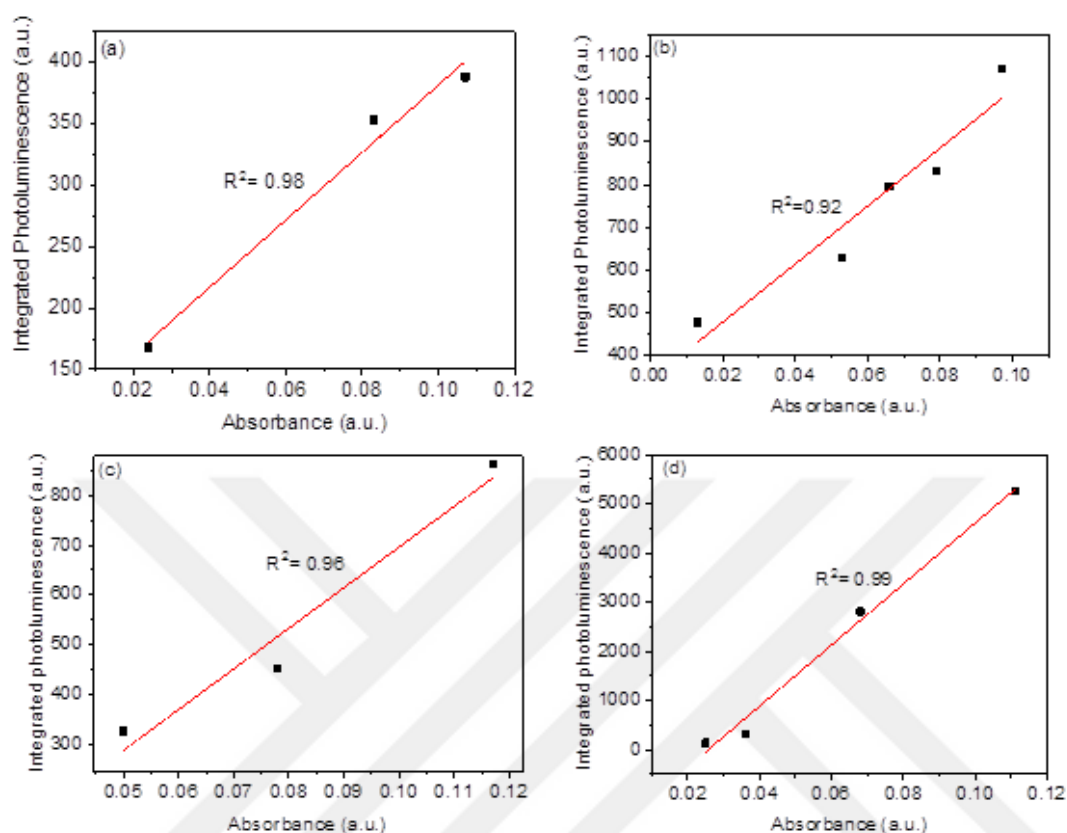 (a)
Integrated Photoluminescence (a.u.)
400
350
300
250
200
150
R²= 0.98
0.02 0.04 0.06 0.08 0.10 0.12
Absorbance (a.u.)
(b)
Integrated Photoluminescence (a.u.)
1100
1000
900
800
700
600
500
400
R²=0.92
0.00 0.02 0.04 0.06 0.08 0.10
Absorbance (a.u.)
(c)
Integrated photoluminescence (a.u.)
800
700
600
500
400
300
R²= 0.96
0.05 0.06 0.07 0.08 0.09 0.10 0.11 0.12
Absorbance (a.u.)
(d)
Integrated photoluminescence (a.u.)
6000
5000
4000
3000
2000
1000
0
R²= 0.99
0.02 0.04 0.06 0.08 0.10 0.12
Absorbance (a.u.)